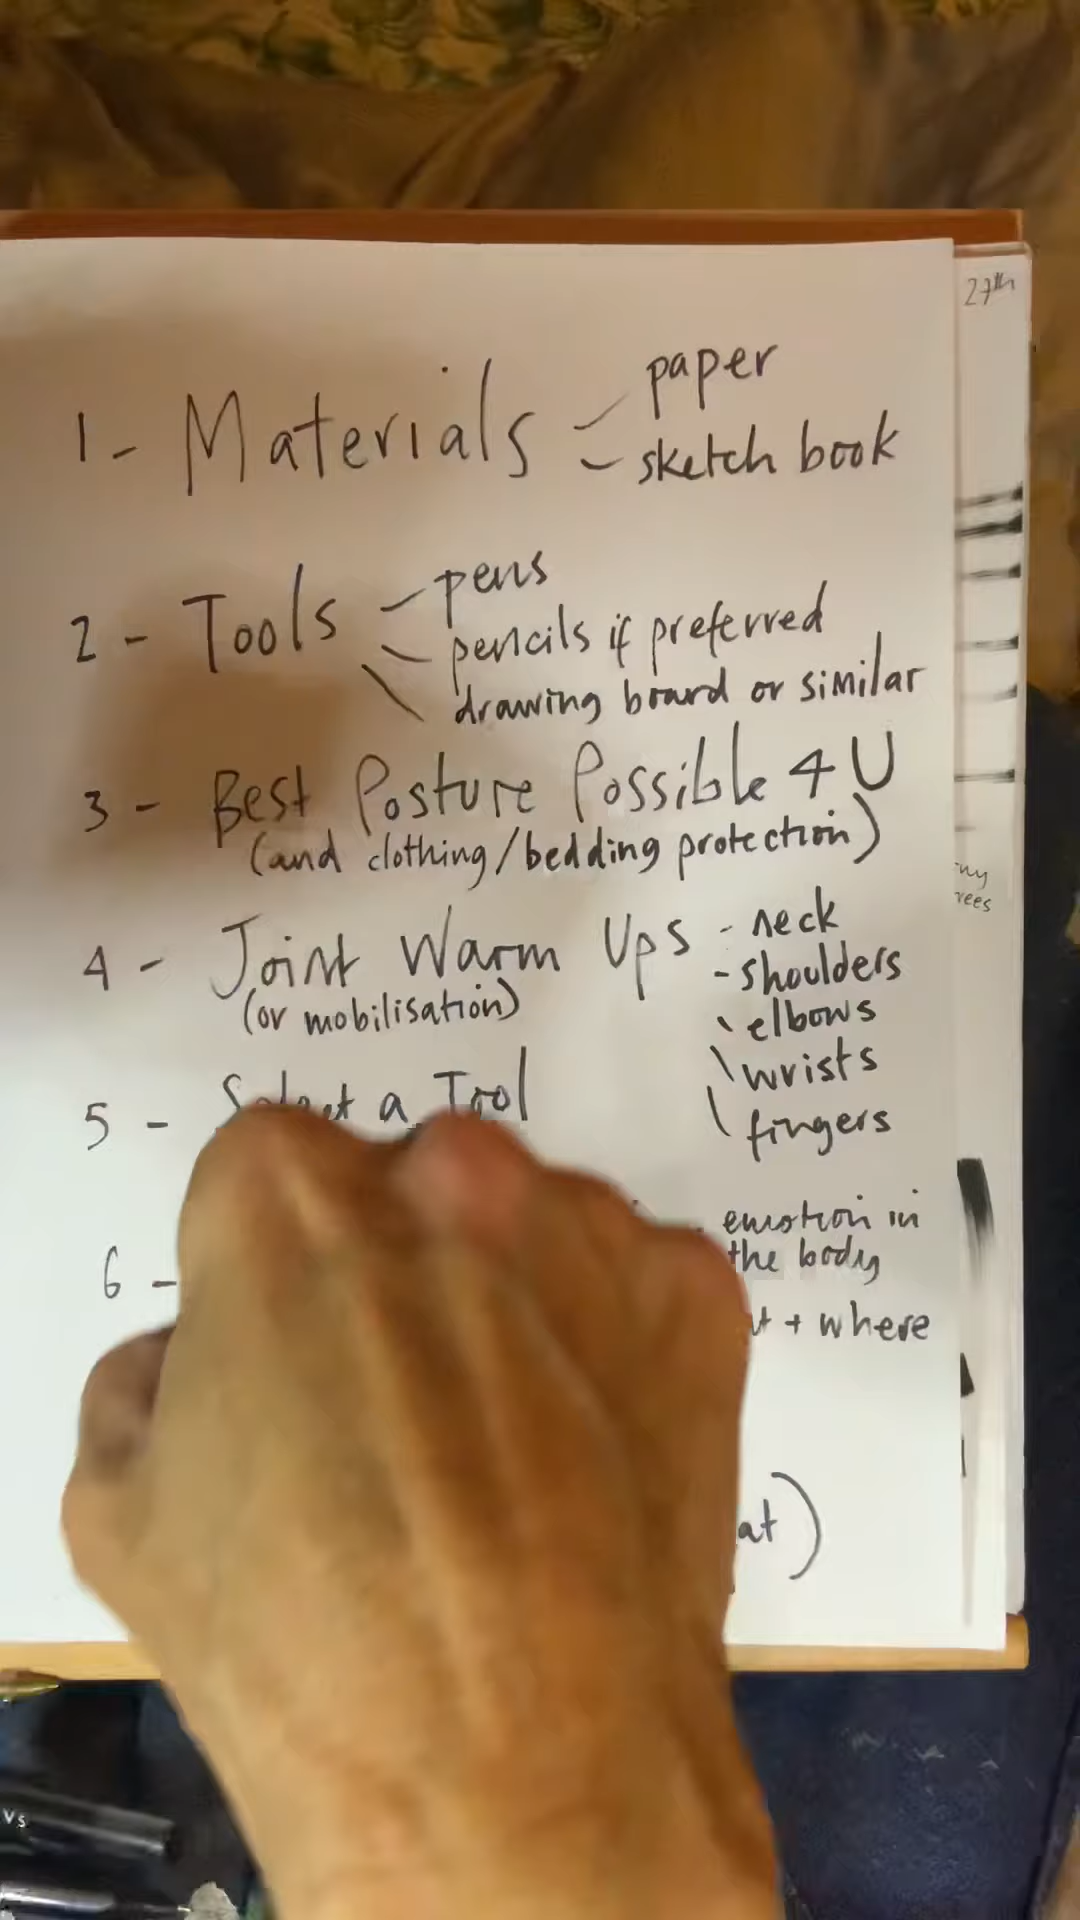 27th
1 - Materials - paper
- sketch book
2 - Tools - pens
- pencils if preferred
\ drawing board or similar
3 - Best Posture Possible 4 U
(and clothing/bedding protection)
4 - Joint Warm Ups - neck
(or mobilisation)
- shoulders
\ elbows
\ wrists
\ fingers
5 - Select a Tool
6 -
emotion in
the body
+ where
at)
Vs